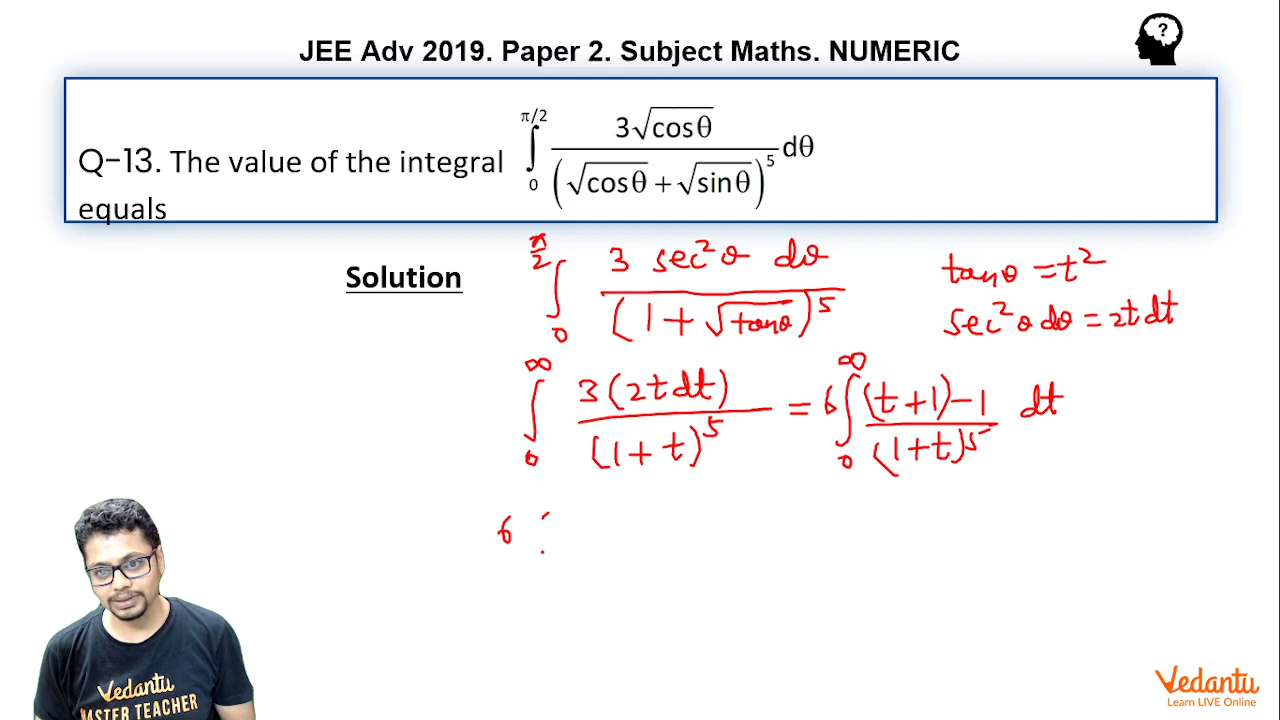 JEE Adv 2019. Paper 2. Subject Maths. NUMERIC
?
Q-13. The value of the integral ∫₀^{π/2} 3√cosθ / (√cosθ + √sinθ)⁵ dθ
equals
Solution
∫₀^{π/2} 3 sec²θ dθ / (1 + √tanθ)⁵
tanθ = t²
sec²θ dθ = 2t dt
∫₀^∞ 3(2t dt) / (1 + t)⁵ = 6 ∫₀^∞ (t + 1) − 1 / (1 + t)⁵ dt
6
Vedantu
MASTER TEACHER
Vedantu
Learn LIVE Online